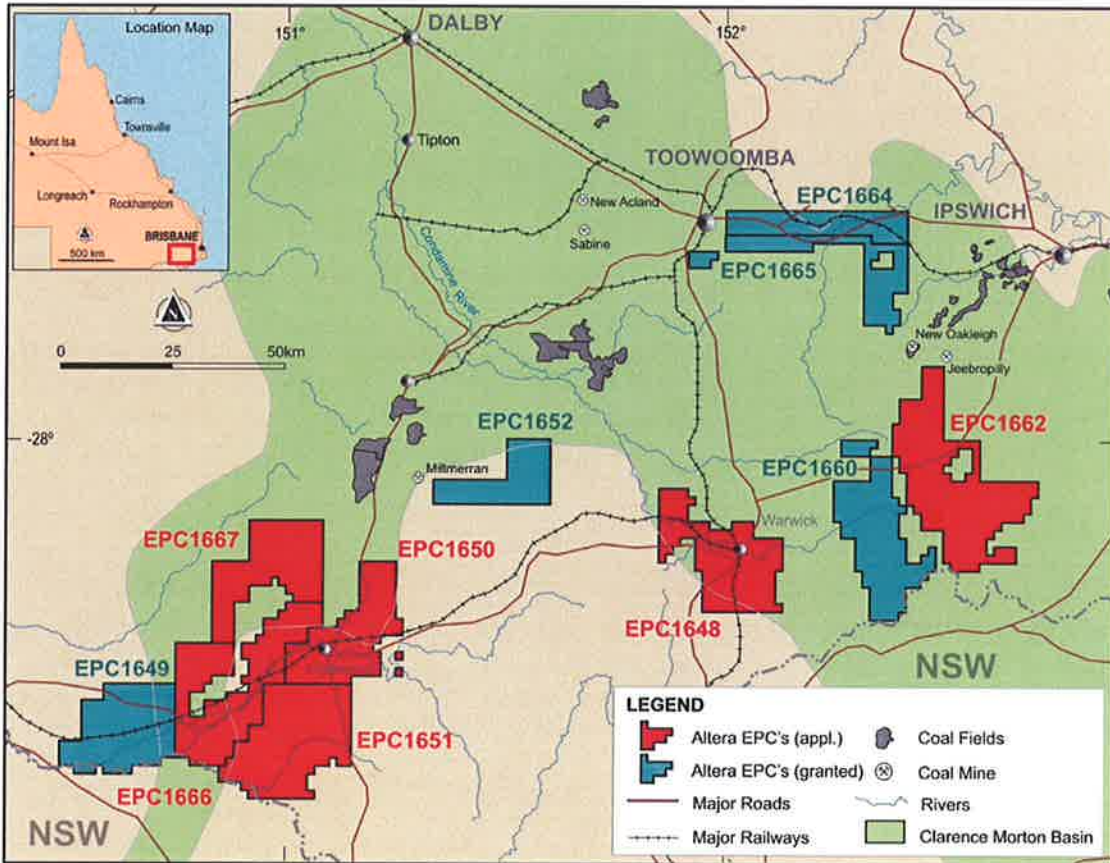 Location Map
Cairns
Townsville
Mount Isa
Longreach
Rockhampton
BRISBANE
500 km
N
151°
152°
DALBY
Tipton
TOOWOOMBA
New Acland
Sabine
Condamine River
EPC1664
IPSWICH
EPC1665
New Oakleigh
Jeebropilly
0 25 50km
-28°
EPC1652
EPC1662
Millmerran
EPC1660
Warwick
EPC1667
EPC1650
EPC1648
EPC1649
NSW
EPC1651
EPC1666
NSW
LEGEND
Altera EPC's (appl.)
Coal Fields
Altera EPC's (granted)
Coal Mine
Major Roads
Rivers
Major Railways
Clarence Morton Basin